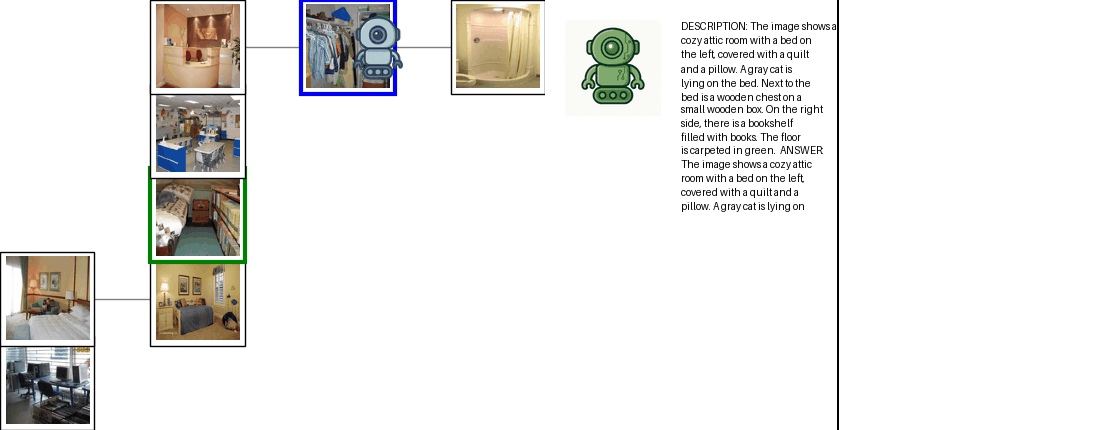 DESCRIPTION: The image shows a
cozy attic room with a bed on
the left, covered with a quilt
and a pillow. A gray cat is
lying on the bed. Next to the
bed is a wooden chest on a
small wooden box. On the right
side, there is a bookshelf
filled with books. The floor
is carpeted in green. ANSWER:
The image shows a cozy attic
room with a bed on the left,
covered with a quilt and a
pillow. A gray cat is lying on